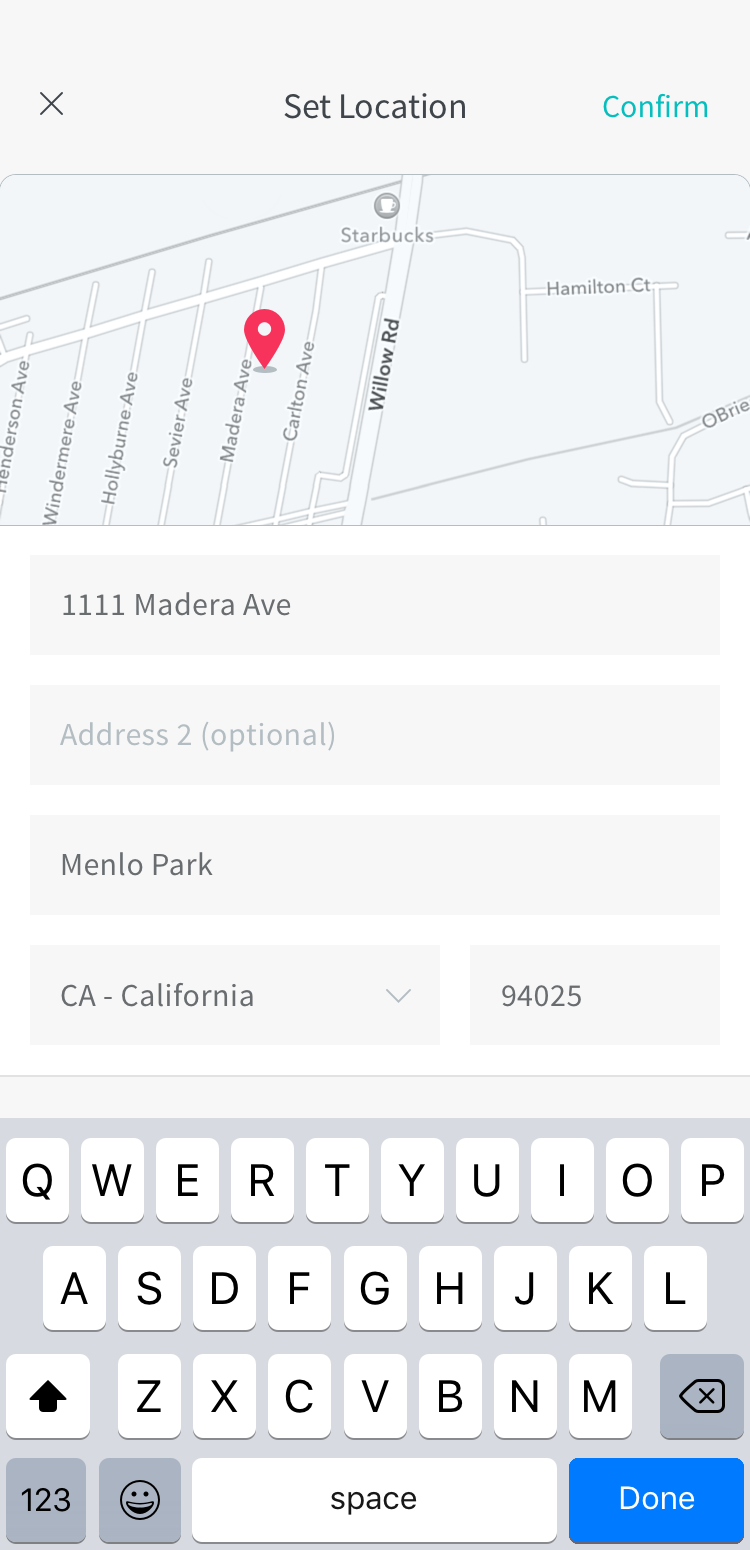 Set Location
Confirm
Starbucks
Hamilton Ct
Willow Rd
Henderson Ave
Windermere Ave
Hollyburne Ave
Sevier Ave
Madera Ave
Carlton Ave
OBrie
1111 Madera Ave
Address 2 (optional)
Menlo Park
CA - California
94025
Q W E R T Y U I O P
A S D F G H J K L
Z X C V B N M
123
space
Done